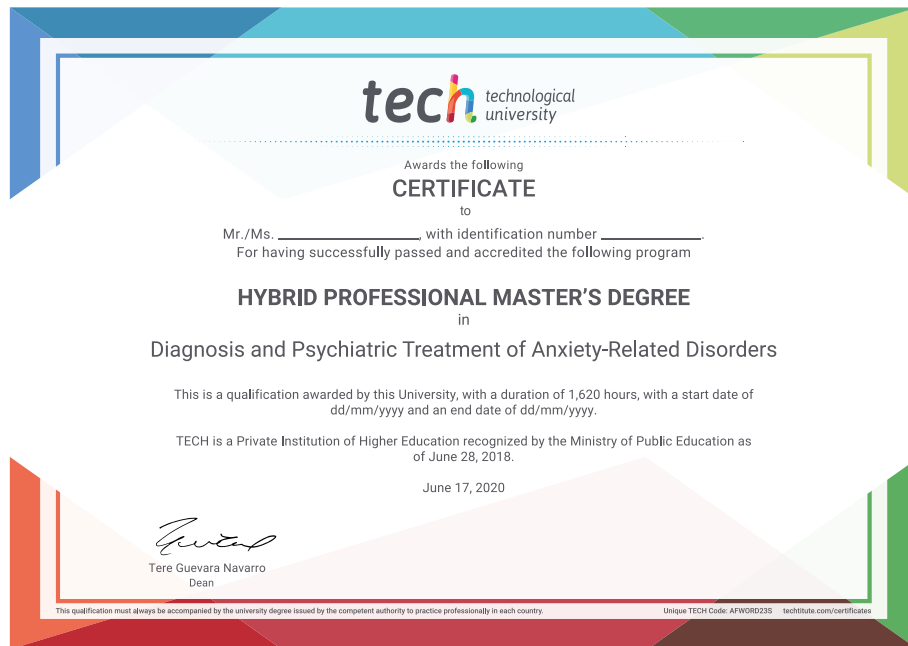 tech technological
university
Awards the following
CERTIFICATE
to
Mr./Ms. ____________________, with identification number ______________.
For having successfully passed and accredited the following program
HYBRID PROFESSIONAL MASTER'S DEGREE
in
Diagnosis and Psychiatric Treatment of Anxiety-Related Disorders
This is a qualification awarded by this University, with a duration of 1,620 hours, with a start date of
dd/mm/yyyy and an end date of dd/mm/yyyy.
TECH is a Private Institution of Higher Education recognized by the Ministry of Public Education as
of June 28, 2018.
June 17, 2020
Tere Guevara Navarro
Dean
This qualification must always be accompanied by the university degree issued by the competent authority to practice professionally in each country.
Unique TECH Code: AFWORD23S techtitute.com/certificates